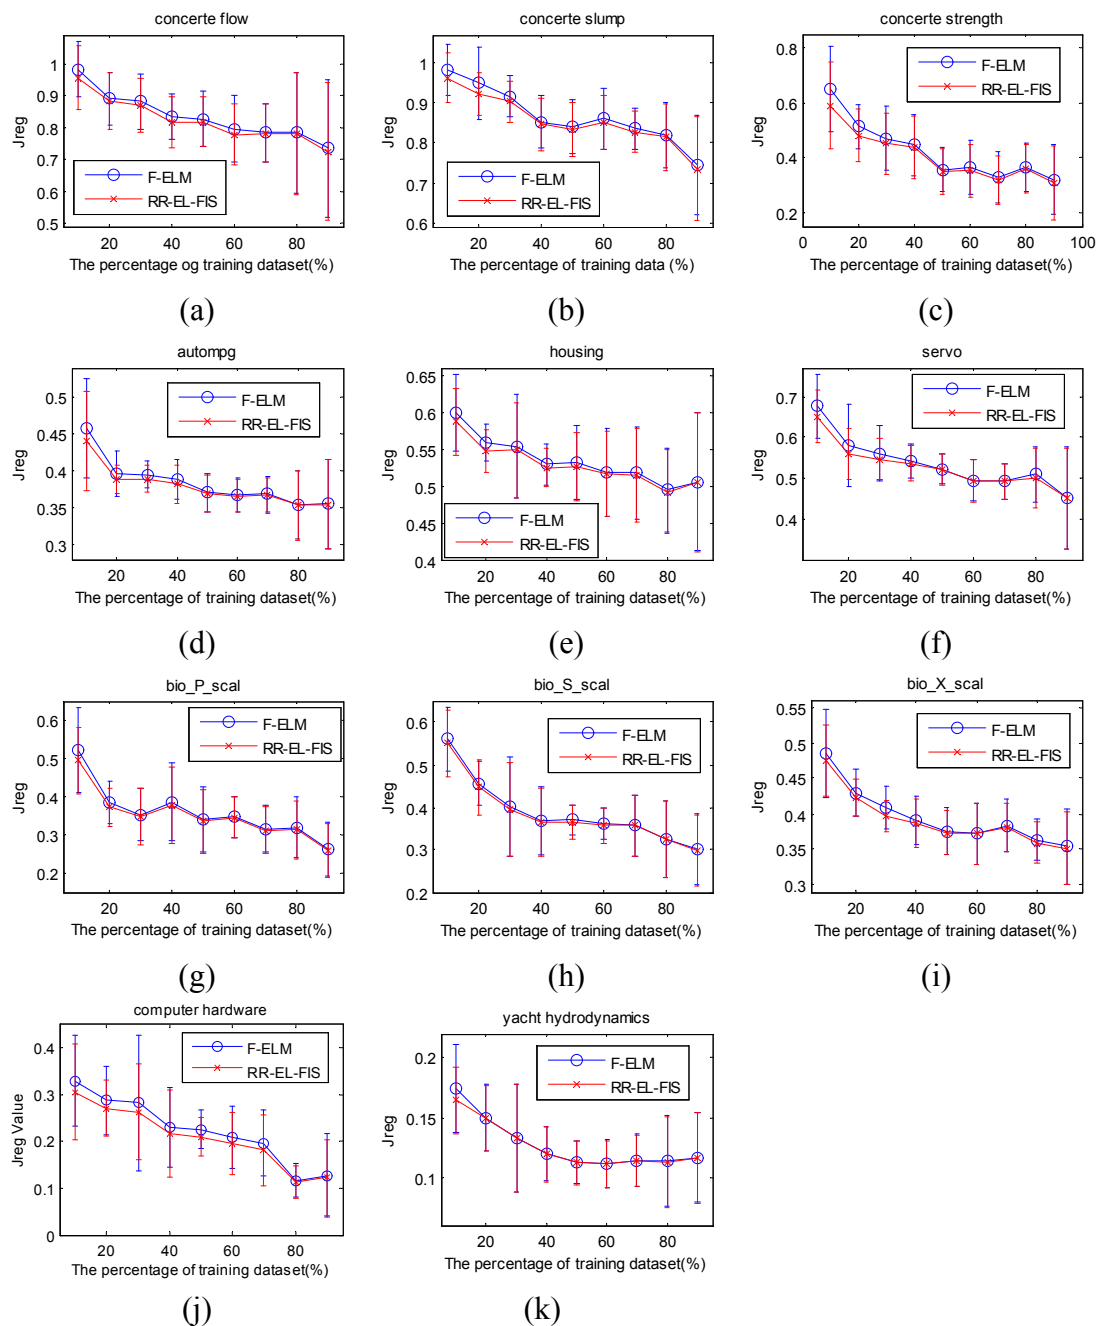 concerte flow
Jreg
1
0.9
0.8
0.7
0.6
0.5
F-ELM
RR-EL-FIS
20 40 60 80
The percentage og training dataset(%)
(a)
concerte slump
Jreg
1
0.9
0.8
0.7
0.6
F-ELM
RR-EL-FIS
20 40 60 80
The percentage of training data (%)
(b)
concerte strength
Jreg
0.8
0.6
0.4
0.2
F-ELM
RR-EL-FIS
0 20 40 60 80 100
The percentage of training dataset(%)
(c)
autompg
Jreg
0.5
0.45
0.4
0.35
0.3
F-ELM
RR-EL-FIS
20 40 60 80
The percentage of training dataset(%)
(d)
housing
Jreg
0.65
0.6
0.55
0.5
0.45
0.4
F-ELM
RR-EL-FIS
20 40 60 80
The percentage of training dataset(%)
(e)
servo
Jreg
0.7
0.6
0.5
0.4
F-ELM
RR-EL-FIS
20 40 60 80
The percentage of training dataset(%)
(f)
bio_P_scal
Jreg
0.6
0.5
0.4
0.3
0.2
F-ELM
RR-EL-FIS
20 40 60 80
The percentage of training dataset(%)
(g)
bio_S_scal
Jreg
0.6
0.5
0.4
0.3
0.2
F-ELM
RR-EL-FIS
20 40 60 80
The percentage of training dataset(%)
(h)
bio_X_scal
Jreg
0.55
0.5
0.45
0.4
0.35
0.3
F-ELM
RR-EL-FIS
20 40 60 80
The percentage of training dataset(%)
(i)
computer hardware
Jreg Value
0.4
0.3
0.2
0.1
0
F-ELM
RR-EL-FIS
20 40 60 80
The percentage of training dataset(%)
(j)
yacht hydrodynamics
Jreg
0.2
0.15
0.1
F-ELM
RR-EL-FIS
20 40 60 80
The percentage of training dataset(%)
(k)